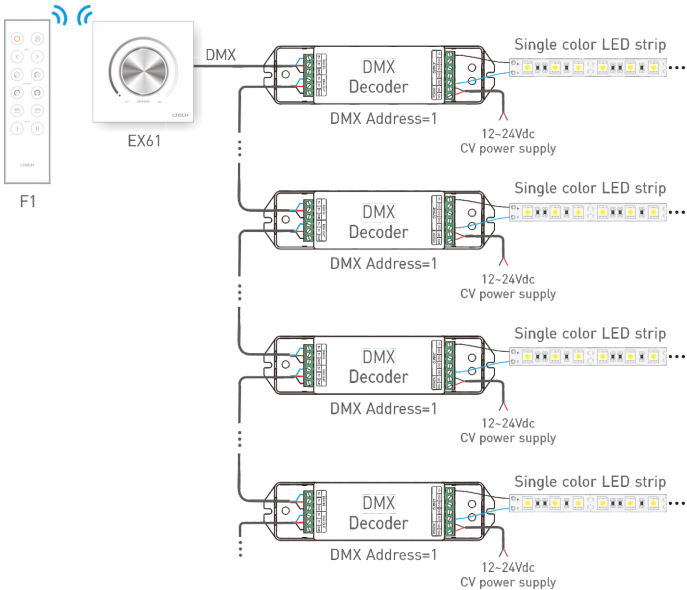 DMX
EX61
F1
LTECH
LTECH
DMX
Decoder
DMX Address=1
Single color LED strip
12~24Vdc
CV power supply
DMX
Decoder
DMX Address=1
Single color LED strip
12~24Vdc
CV power supply
DMX
Decoder
DMX Address=1
Single color LED strip
12~24Vdc
CV power supply
DMX
Decoder
DMX Address=1
Single color LED strip
12~24Vdc
CV power supply